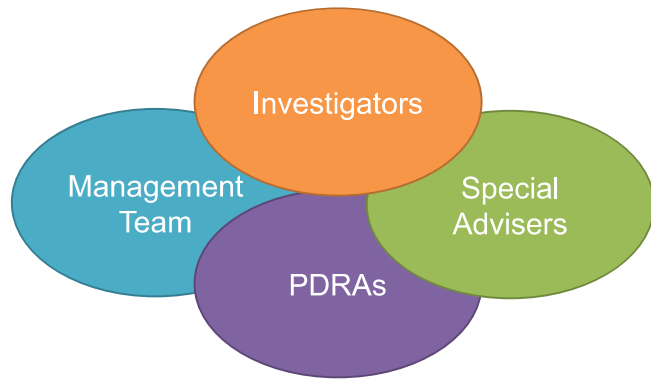 Investigators
Management
Team
Special
Advisers
PDRAs